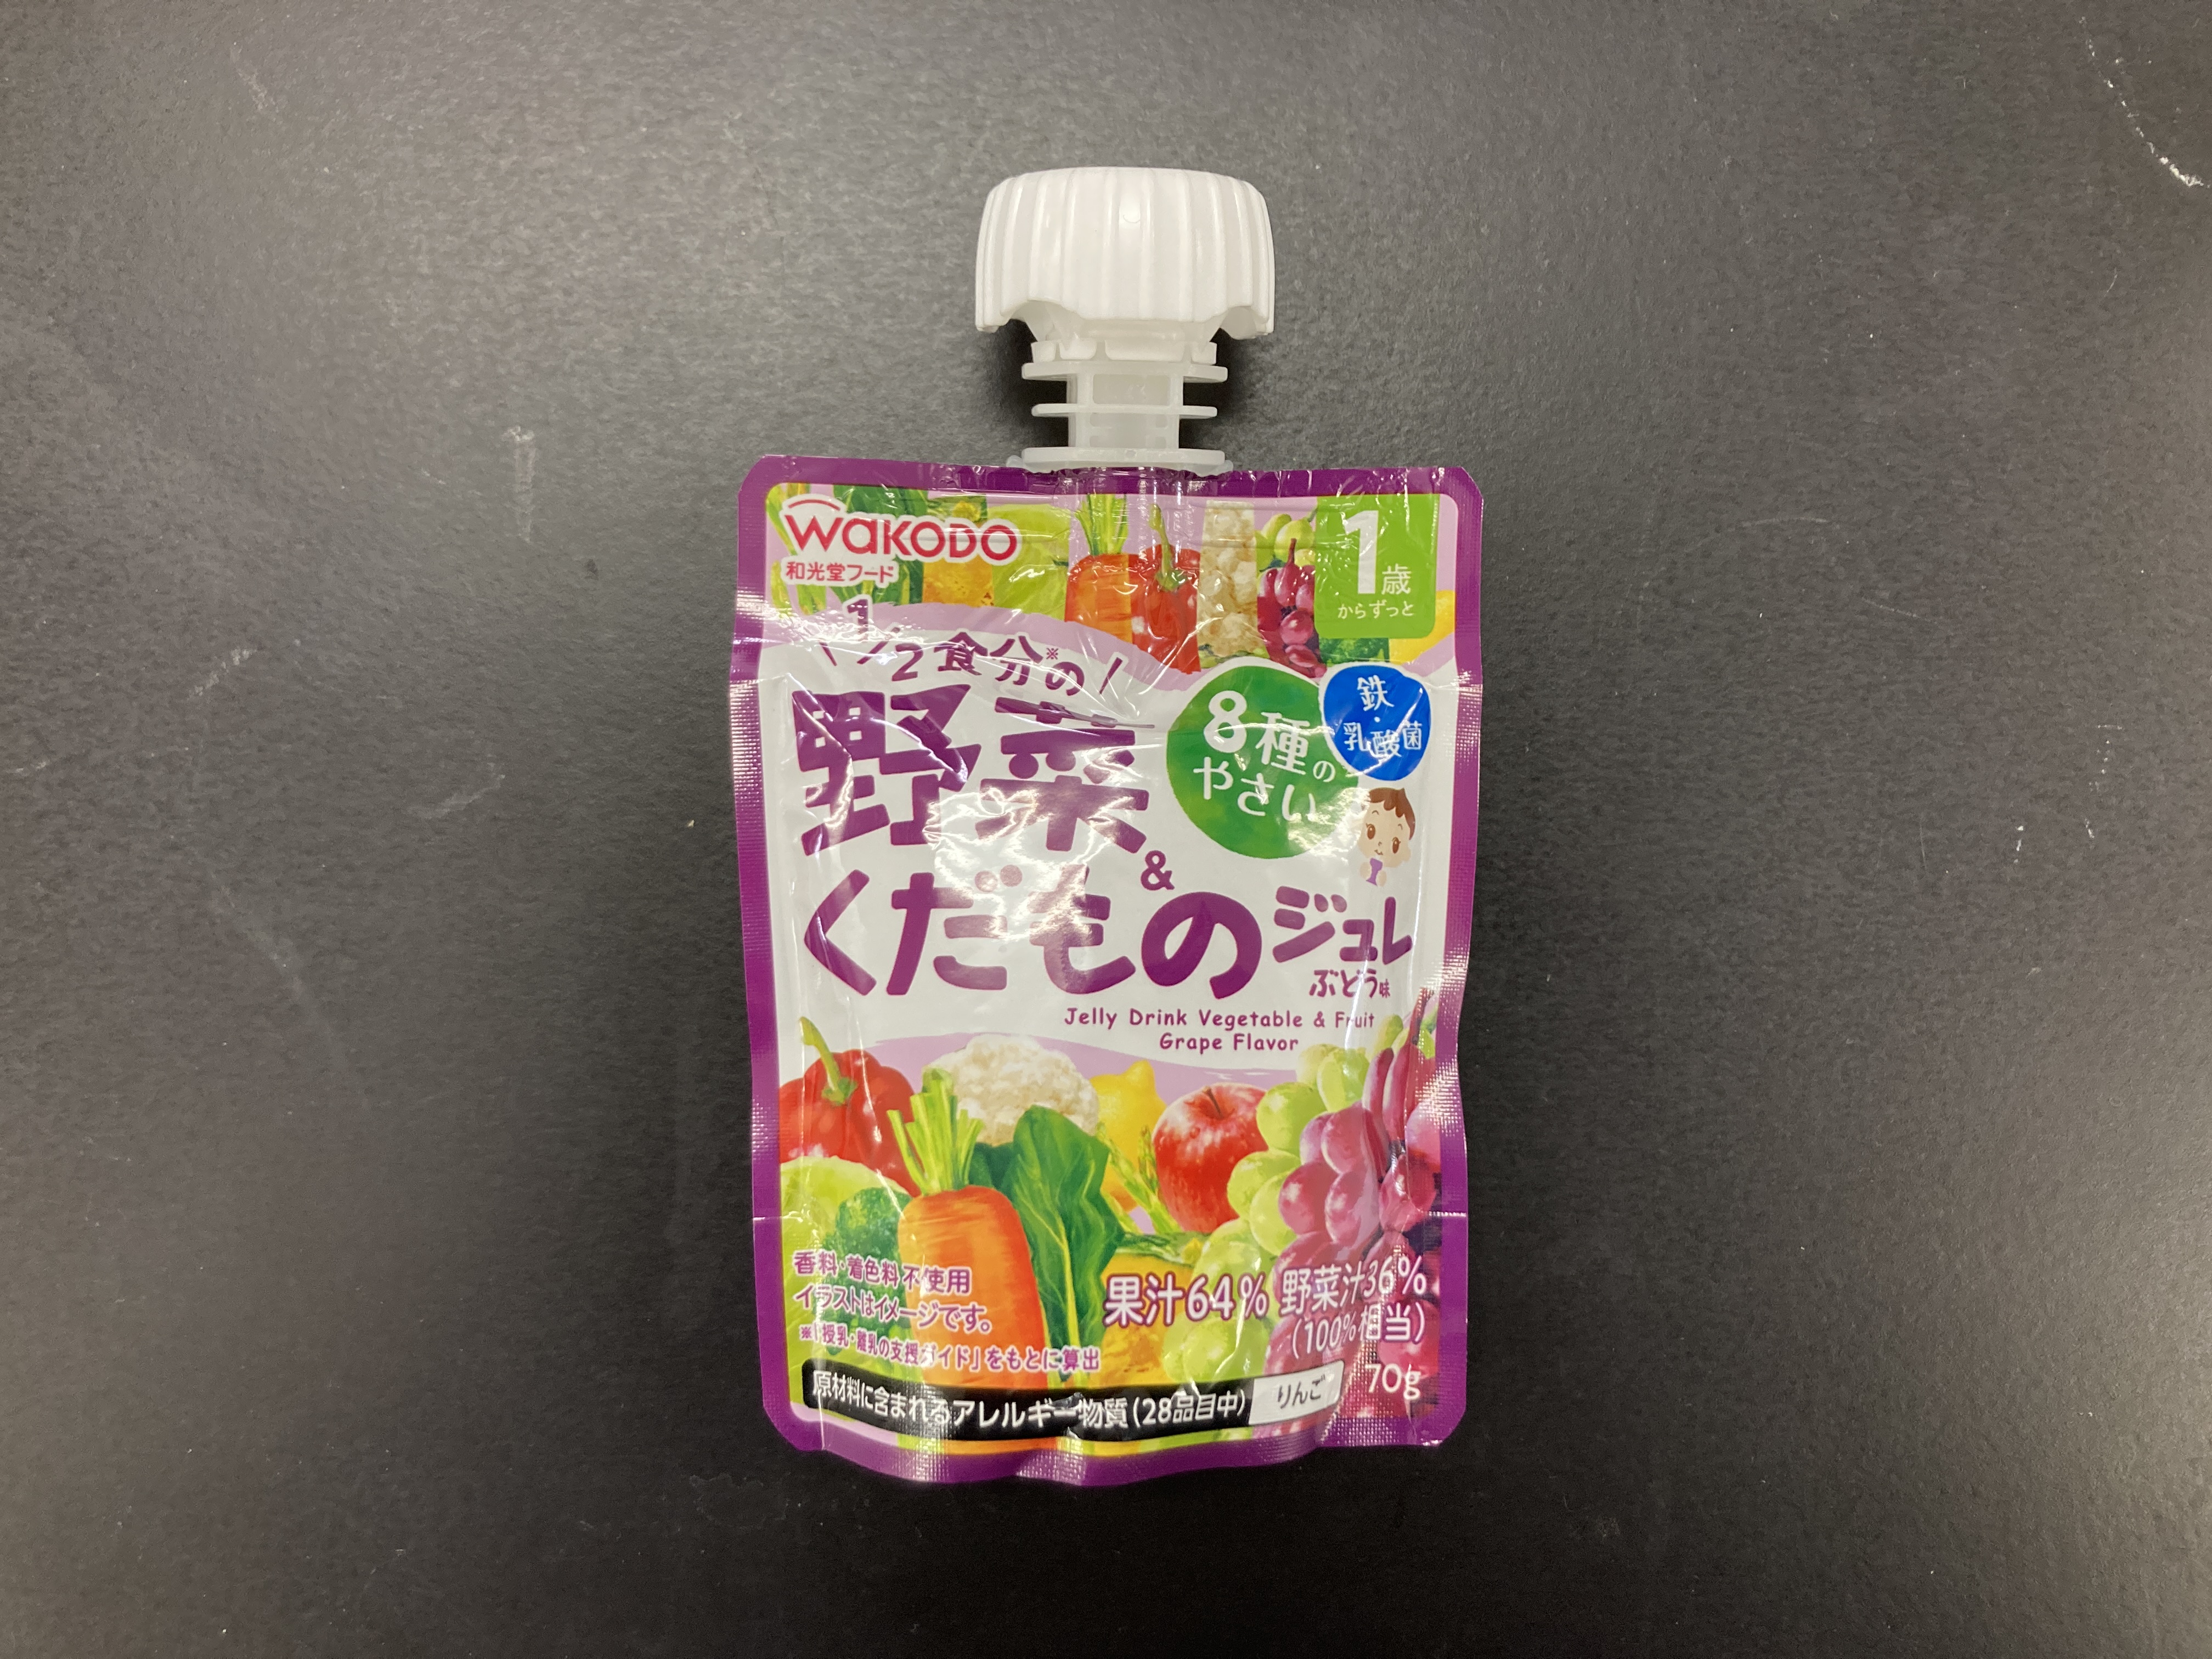 WAKODO
和光堂フード
1歳
からずっと
1/2食分※の
野菜
&
くだものジュレ
ぶどう味
8種の
やさい
鉄
・
乳酸菌
Jelly Drink Vegetable & Fruit
Grape Flavor
香料・着色料不使用
イラストはイメージです。
※「授乳・離乳の支援ガイド」をもとに算出
果汁64% 野菜汁36%
(100%相当)
70g
原材料に含まれるアレルギー物質(28品目中) りんご